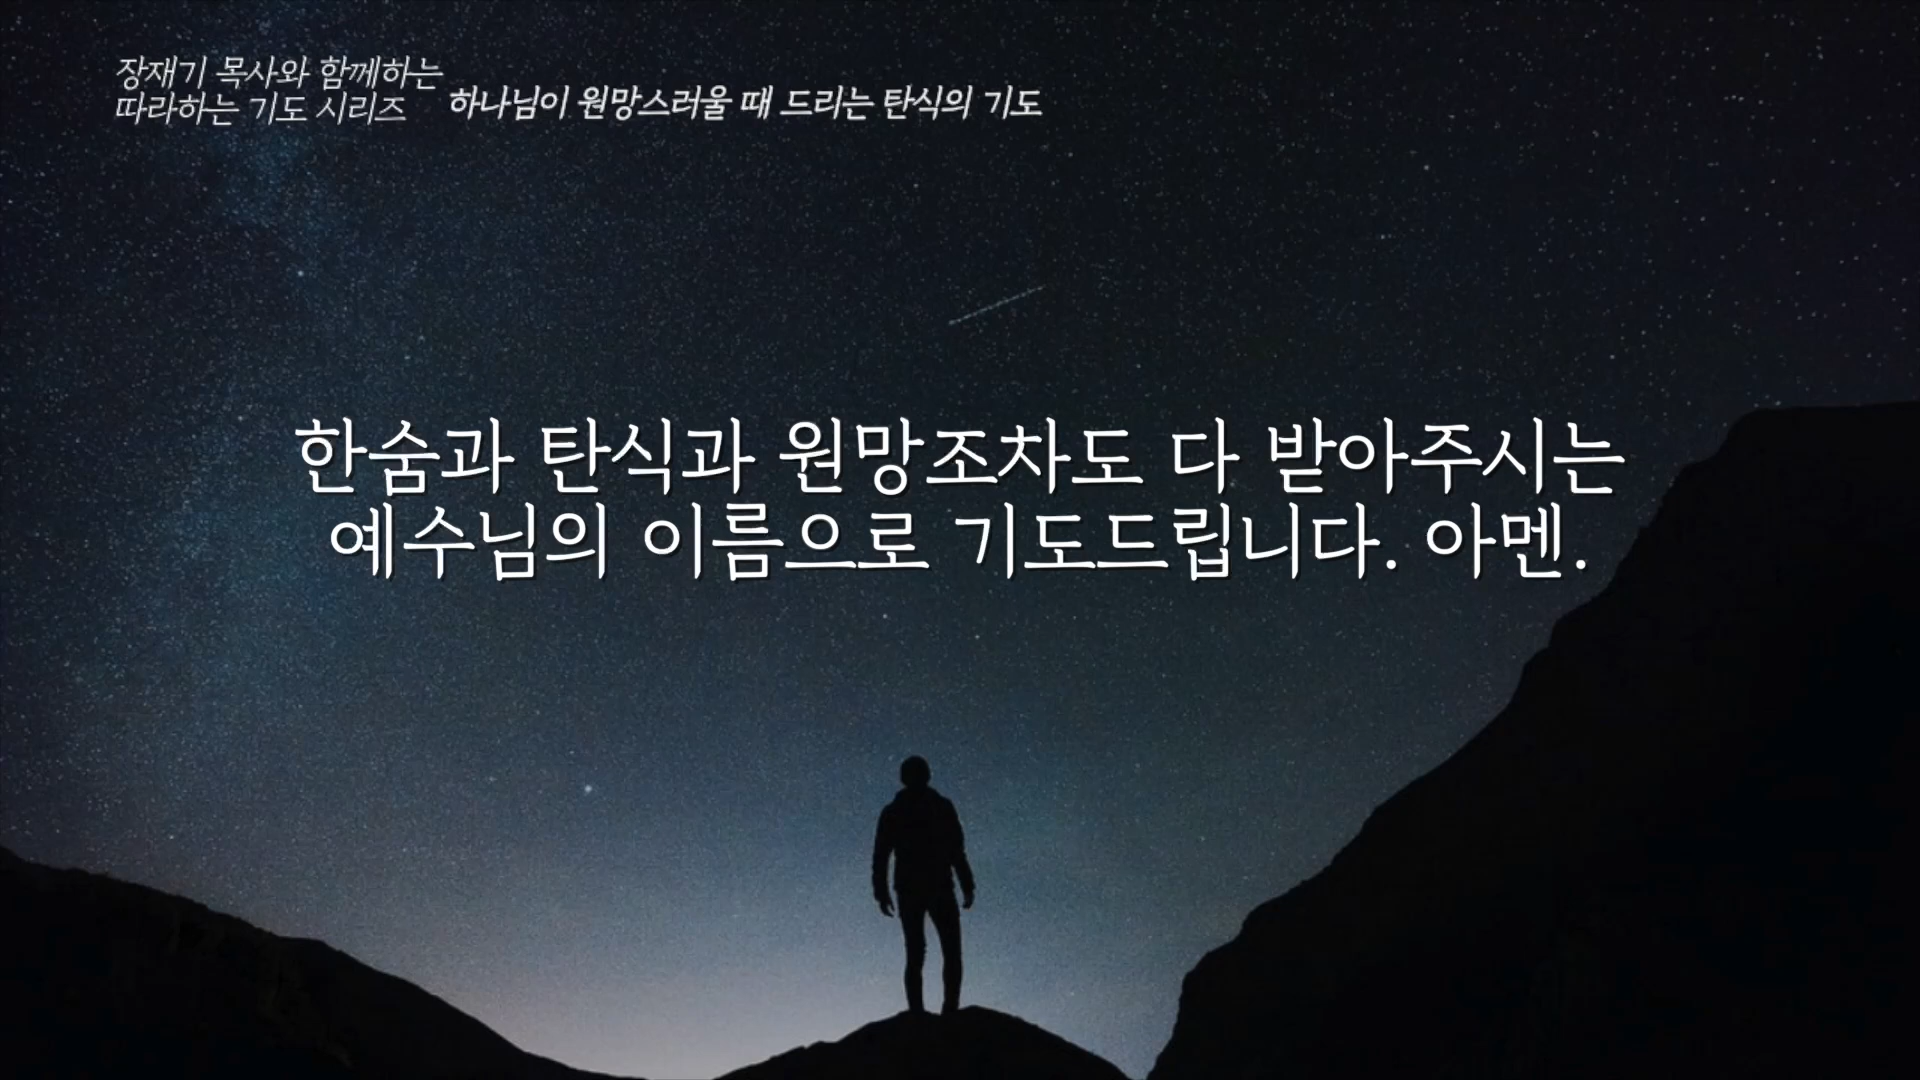 장재기 목사와 함께하는
따라하는 기도 시리즈
하나님이 원망스러울 때 드리는 탄식의 기도
한숨과 탄식과 원망조차도 다 받아주시는
예수님의 이름으로 기도드립니다. 아멘.